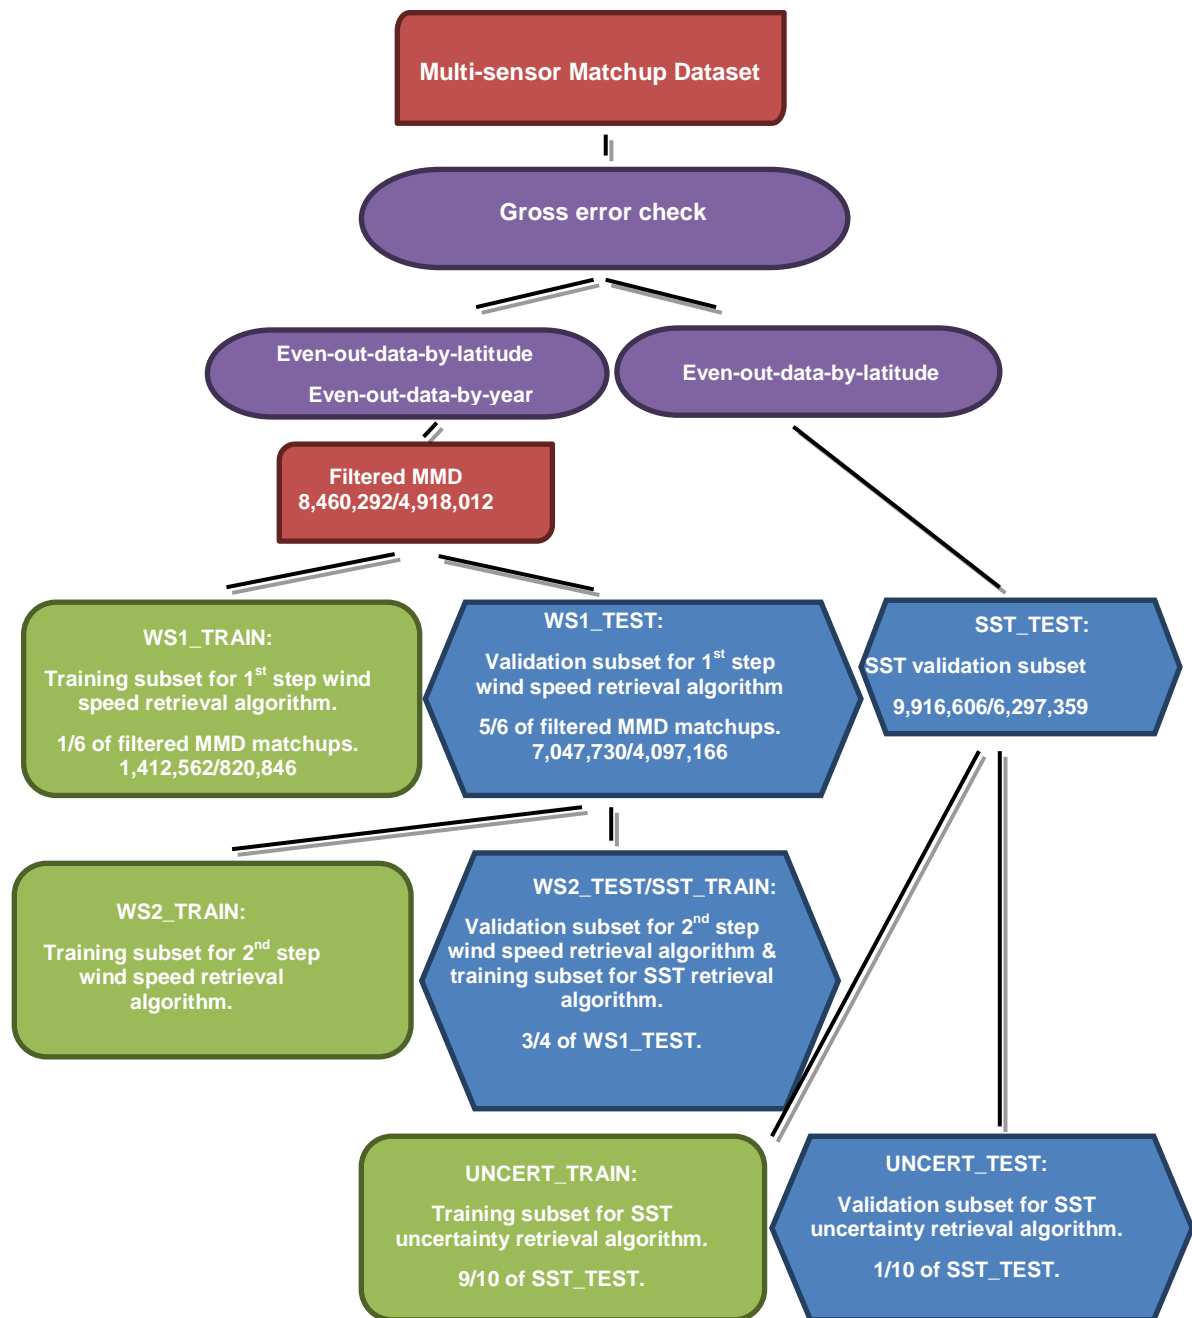 Multi-sensor Matchup Dataset
Gross error check
Even-out-data-by-latitude
Even-out-data-by-year
Even-out-data-by-latitude
Filtered MMD
8,460,292/4,918,012
WS1_TRAIN:
Training subset for 1st step wind
speed retrieval algorithm.
1/6 of filtered MMD matchups.
1,412,562/820,846
WS1_TEST:
Validation subset for 1st step
wind speed retrieval algorithm
5/6 of filtered MMD matchups.
7,047,730/4,097,166
SST_TEST:
SST validation subset
9,916,606/6,297,359
WS2_TRAIN:
Training subset for 2nd step
wind speed retrieval
algorithm.
WS2_TEST/SST_TRAIN:
Validation subset for 2nd step
wind speed retrieval algorithm &
training subset for SST retrieval
algorithm.
3/4 of WS1_TEST.
UNCERT_TRAIN:
Training subset for SST
uncertainty retrieval algorithm.
9/10 of SST_TEST.
UNCERT_TEST:
Validation subset for SST
uncertainty retrieval algorithm.
1/10 of SST_TEST.